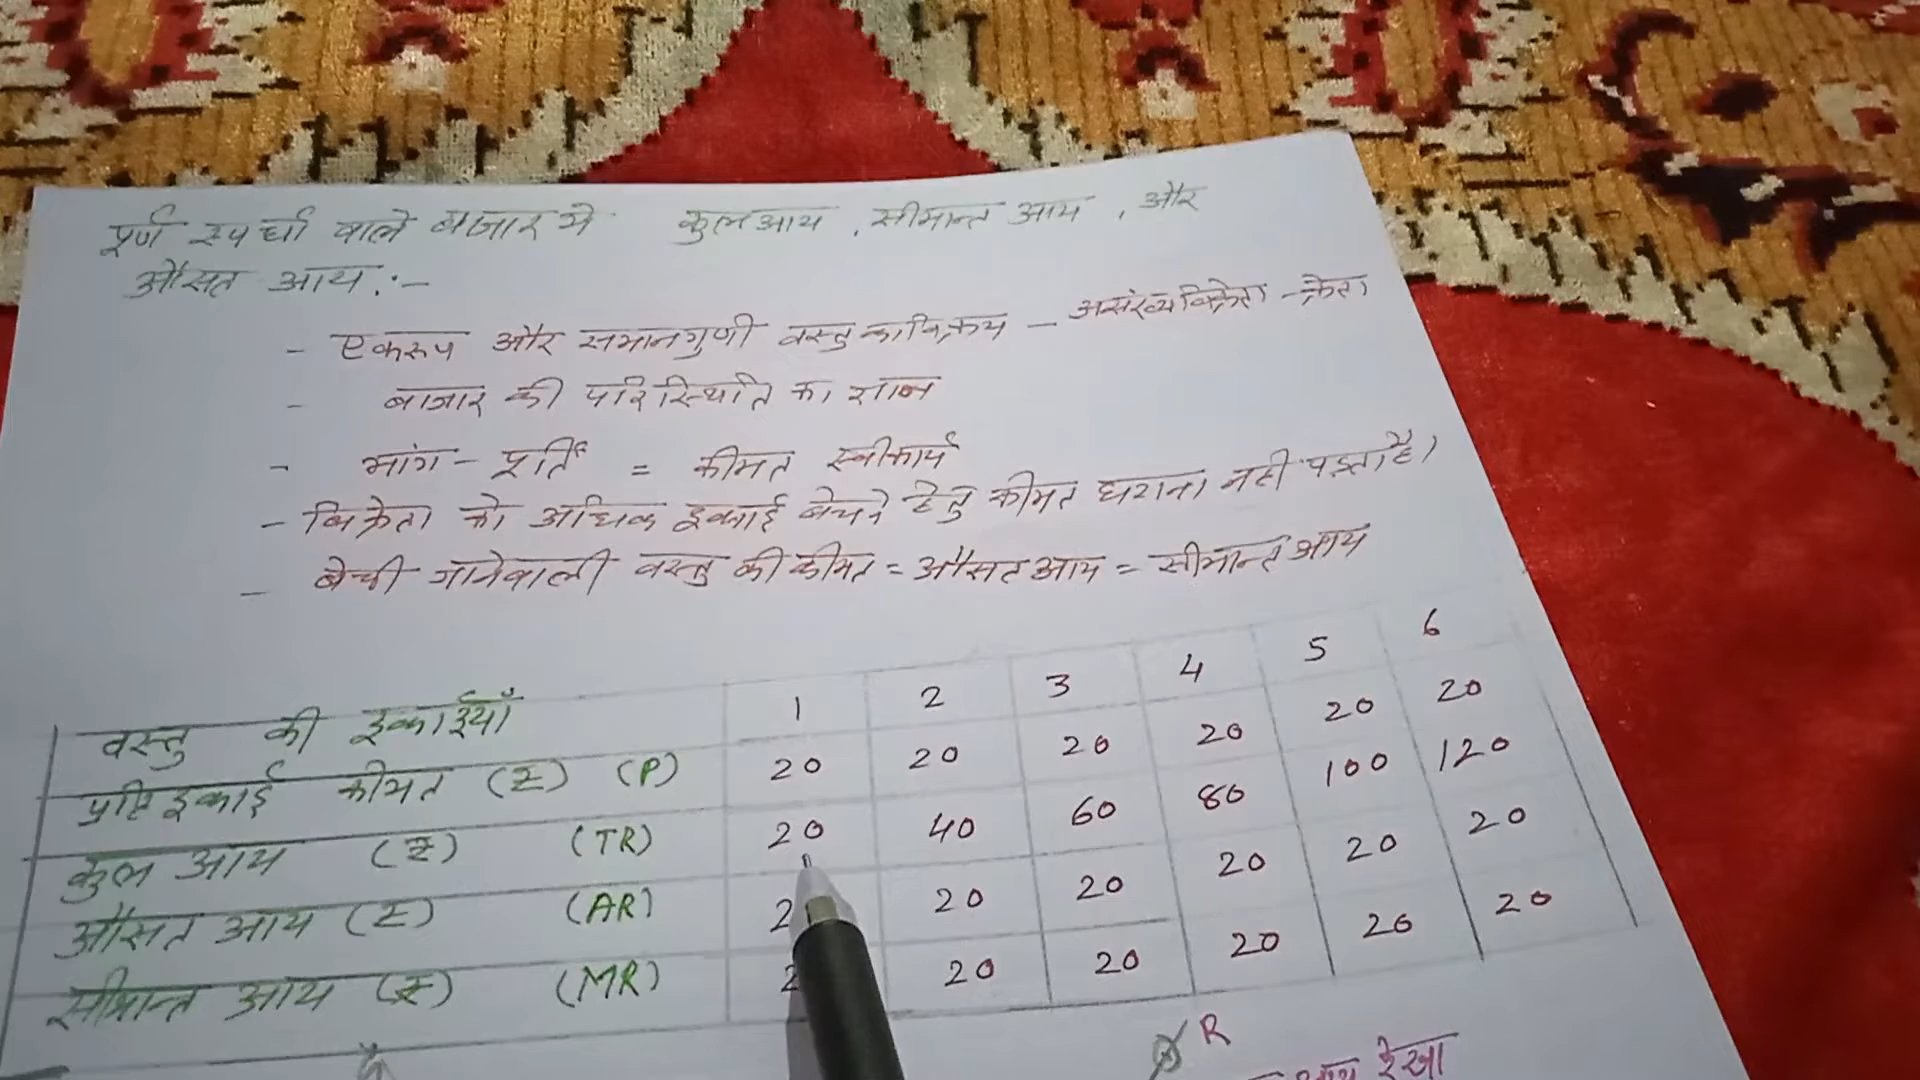 पूर्ण स्पर्धा वाले बाजार मे कुल आय , सीमान्त आय , और
औसत आय :-
- एकरूप और समानगुणी वस्तु का विक्रय - असंख्य विक्रेता - क्रेता
- बाजार की परिस्थिति का ज्ञान
- मांग - पूर्ति = कीमत स्वीकार्य
- विक्रेता को अधिक इकाई बेचने हेतु कीमत घटाना नही पड़ता है।
- बेची जानेवाली वस्तु की कीमत = औसत आय = सीमान्त आय
वस्तु की इकाईयाँ 1 2 3 4 5 6
प्रति इकाई कीमत (₹) (P) 20 20 20 20 20 20
कुल आय (₹) (TR) 20 40 60 80 100 120
औसत आय (₹) (AR) 2 20 20 20 20 20
सीमान्त आय (₹) (MR) 2 20 20 20 20 20
R
रेखा